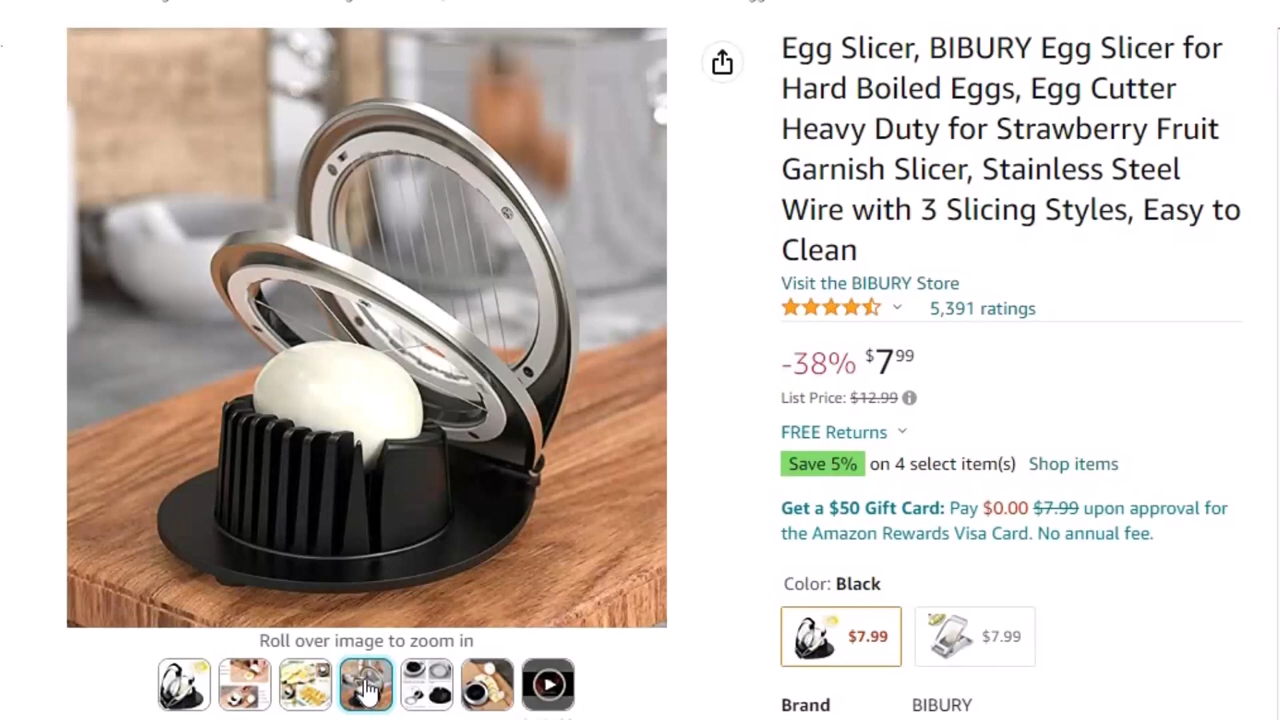 Egg Slicer, BIBURY Egg Slicer for
Hard Boiled Eggs, Egg Cutter
Heavy Duty for Strawberry Fruit
Garnish Slicer, Stainless Steel
Wire with 3 Slicing Styles, Easy to
Clean
Visit the BIBURY Store
5,391 ratings
-38% $7 99
List Price: $12.99
FREE Returns
Save 5% on 4 select item(s) Shop items
Get a $50 Gift Card: Pay $0.00 $7.99 upon approval for
the Amazon Rewards Visa Card. No annual fee.
Color: Black
$7.99 $7.99
Brand BIBURY
Roll over image to zoom in